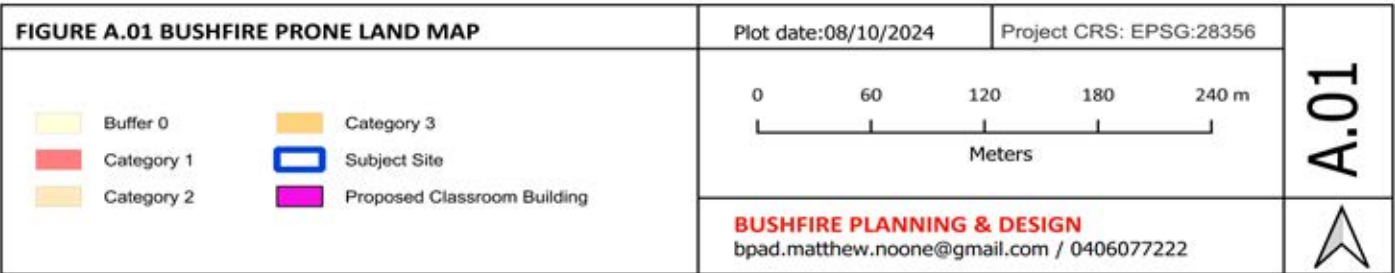 FIGURE A.01 BUSHFIRE PRONE LAND MAP
Plot date:08/10/2024
Project CRS: EPSG:28356
Buffer 0
Category 1
Category 2
Category 3
Subject Site
Proposed Classroom Building
0 60 120 180 240 m
Meters
BUSHFIRE PLANNING & DESIGN
bpad.matthew.noone@gmail.com / 0406077222
A.01